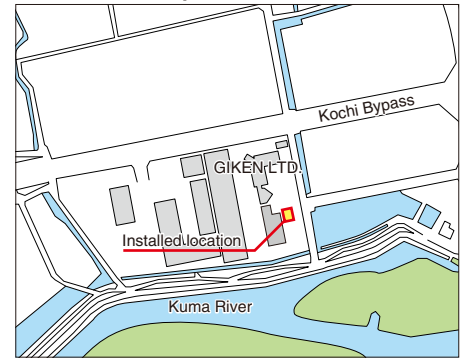 Kochi Bypass
GIKEN LTD.
Installed location
Kuma River